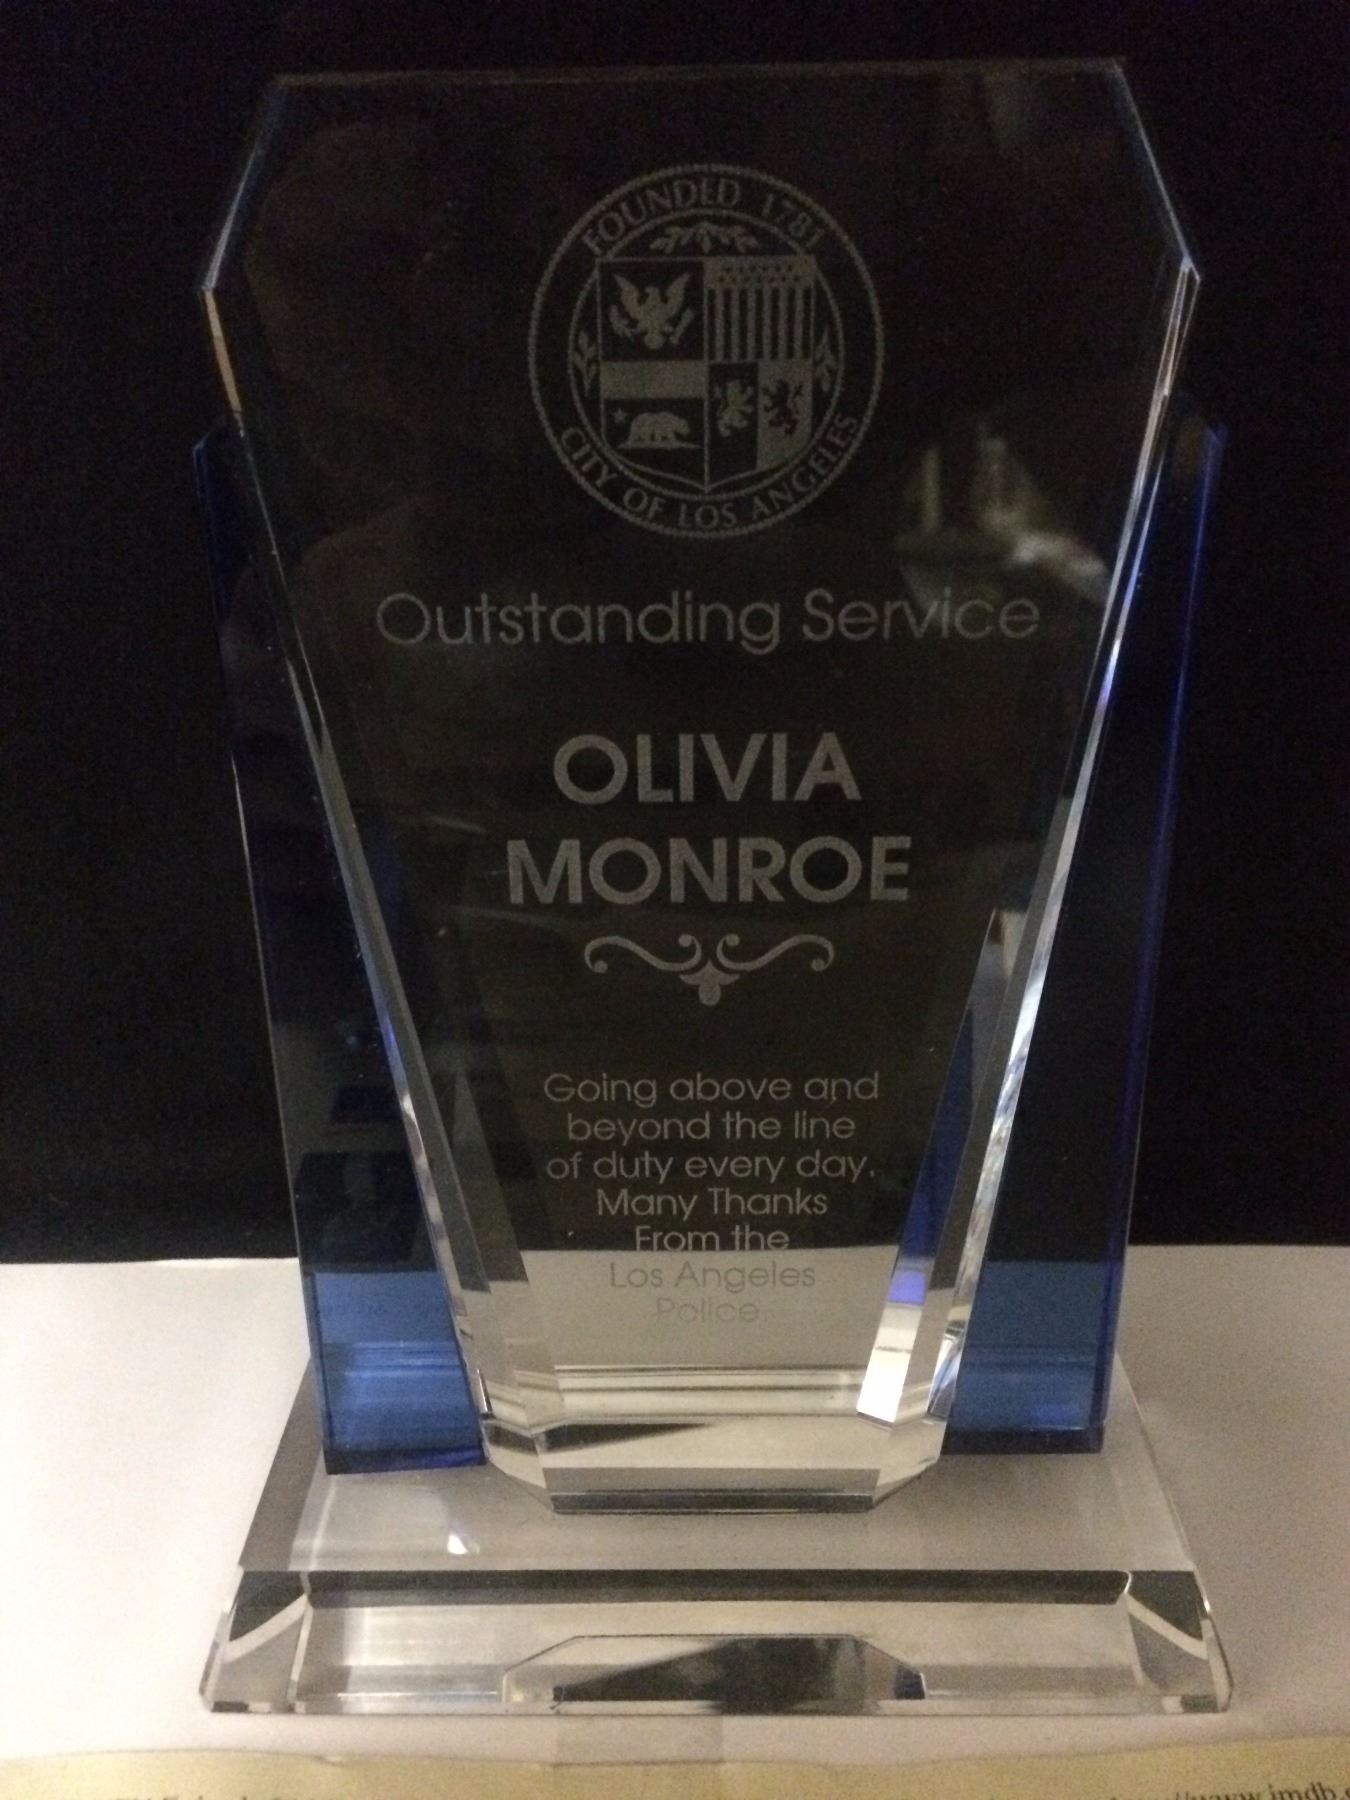 FOUNDED 1781
CITY OF LOS ANGELES
Outstanding Service
OLIVIA
MONROE
Going above and
beyond the line
of duty every day.
Many Thanks
From the
Los Angeles
Police